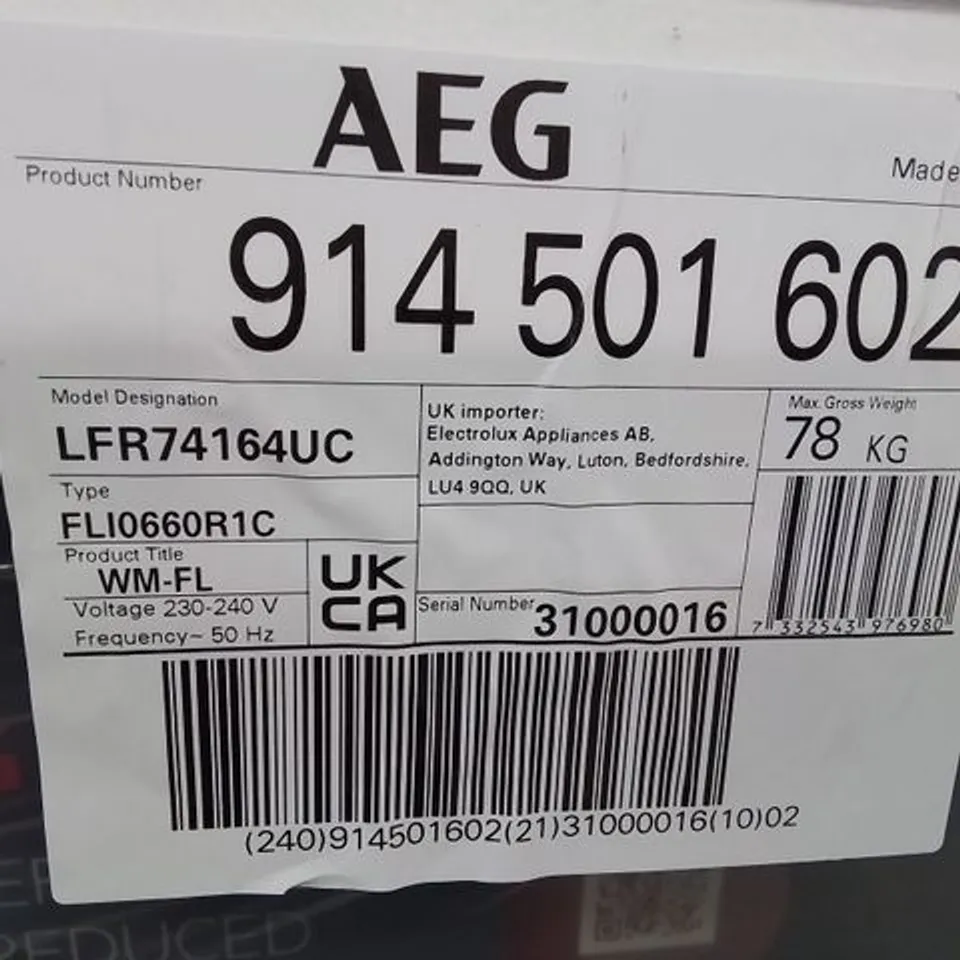 AEG
Product Number
Made
914 501 602
Model Designation
LFR74164UC
UK importer:
Electrolux Appliances AB,
Addington Way, Luton, Bedfordshire,
LU4 9QQ, UK
Max. Gross Weight
78 KG
Type
FLI0660R1C
Product Title
WM-FL
Voltage 230-240 V
Frequency~ 50 Hz
UK
CA
Serial Number 31000016
7 332543 976980
(240)914501602(21)31000016(10)02
REDUCED